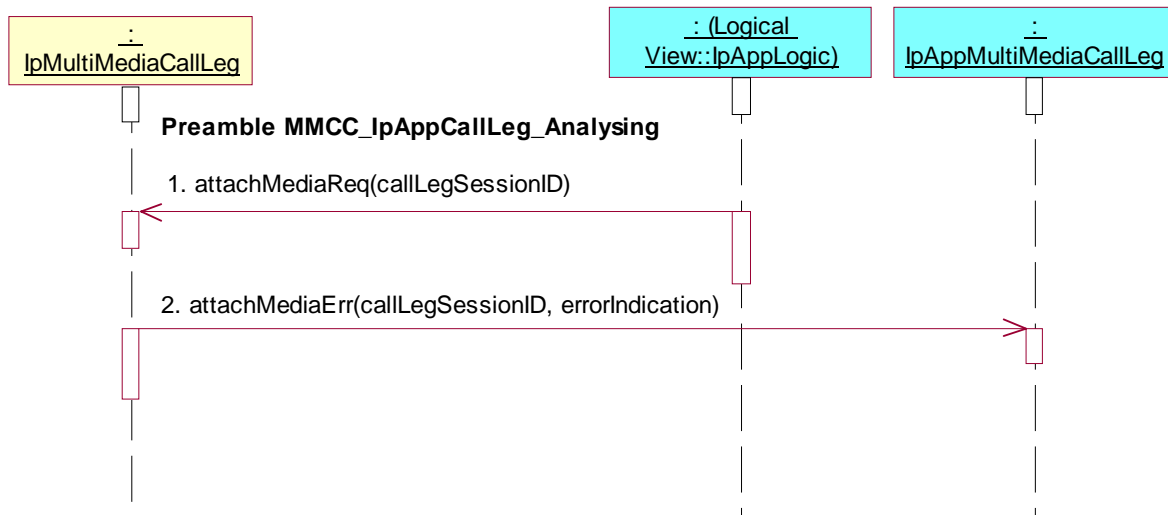 :
IpMultiMediaCallLeg
: (Logical
View::IpAppLogic)
:
IpAppMultiMediaCallLeg
Preamble MMCC_IpAppCallLeg_Analysing
1. attachMediaReq(callLegSessionID)
2. attachMediaErr(callLegSessionID, errorIndication)